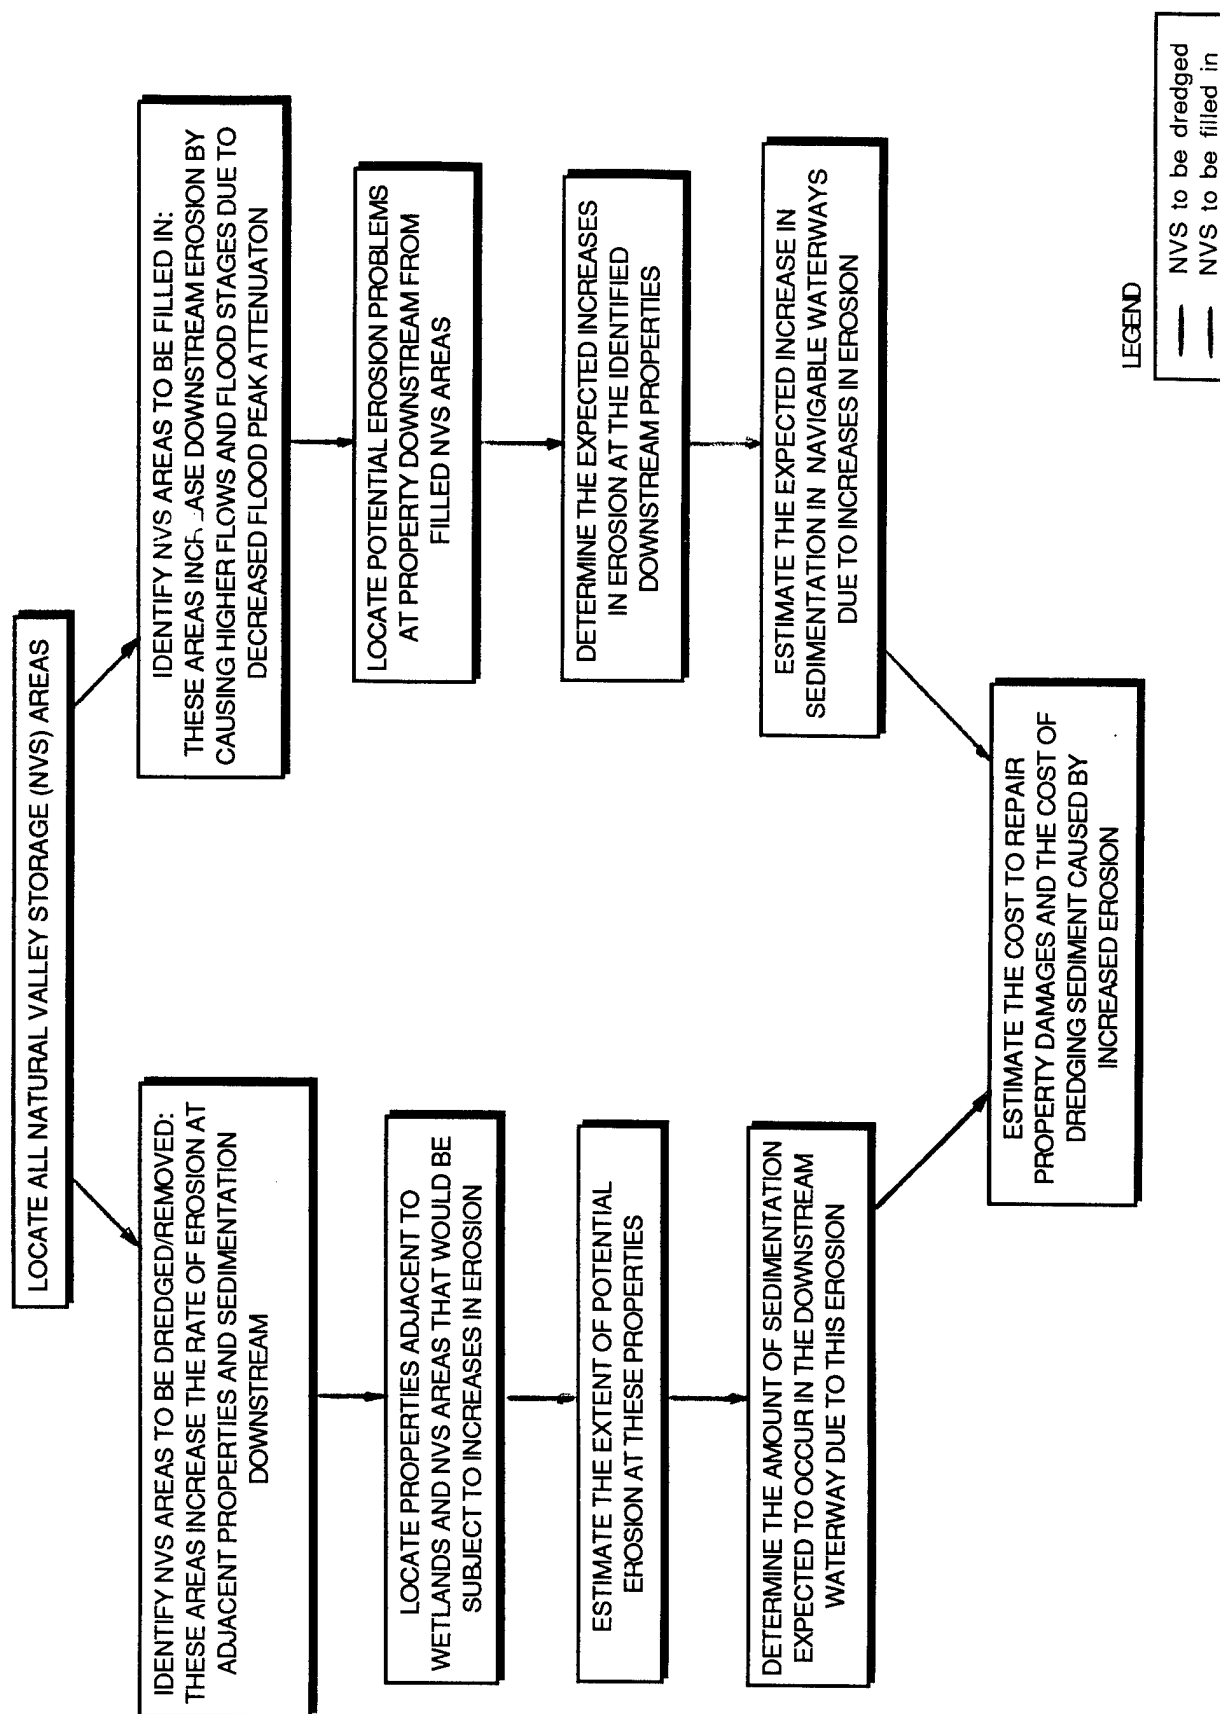 LOCATE ALL NATURAL VALLEY STORAGE (NVS) AREAS
IDENTIFY NVS AREAS TO BE DREDGED/REMOVED:
THESE AREAS INCREASE THE RATE OF EROSION AT
ADJACENT PROPERTIES AND SEDIMENTATION
DOWNSTREAM
LOCATE PROPERTIES ADJACENT TO
WETLANDS AND NVS AREAS THAT WOULD BE
SUBJECT TO INCREASES IN EROSION
ESTIMATE THE EXTENT OF POTENTIAL
EROSION AT THESE PROPERTIES
DETERMINE THE AMOUNT OF SEDIMENTATION
EXPECTED TO OCCUR IN THE DOWNSTREAM
WATERWAY DUE TO THIS EROSION
IDENTIFY NVS AREAS TO BE FILLED IN:
THESE AREAS INCREASE DOWNSTREAM EROSION BY
CAUSING HIGHER FLOWS AND FLOOD STAGES DUE TO
DECREASED FLOOD PEAK ATTENUATON
LOCATE POTENTIAL EROSION PROBLEMS
AT PROPERTY DOWNSTREAM FROM
FILLED NVS AREAS
DETERMINE THE EXPECTED INCREASES
IN EROSION AT THE IDENTIFIED
DOWNSTREAM PROPERTIES
ESTIMATE THE EXPECTED INCREASE IN
SEDIMENTATION IN NAVIGABLE WATERWAYS
DUE TO INCREASES IN EROSION
ESTIMATE THE COST TO REPAIR
PROPERTY DAMAGES AND THE COST OF
DREDGING SEDIMENT CAUSED BY
INCREASED EROSION
LEGEND
NVS to be dredged
NVS to be filled in